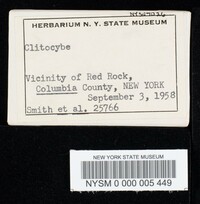 HERBARIUM N. Y. STATE MUSEUM
Clitocybe
Vicinity of Red Rock,
Columbia County, NEW YORK
September 3, 1958
Smith et al. 25766
NEW YORK STATE MUSEUM
NYSM 0 000 005 449